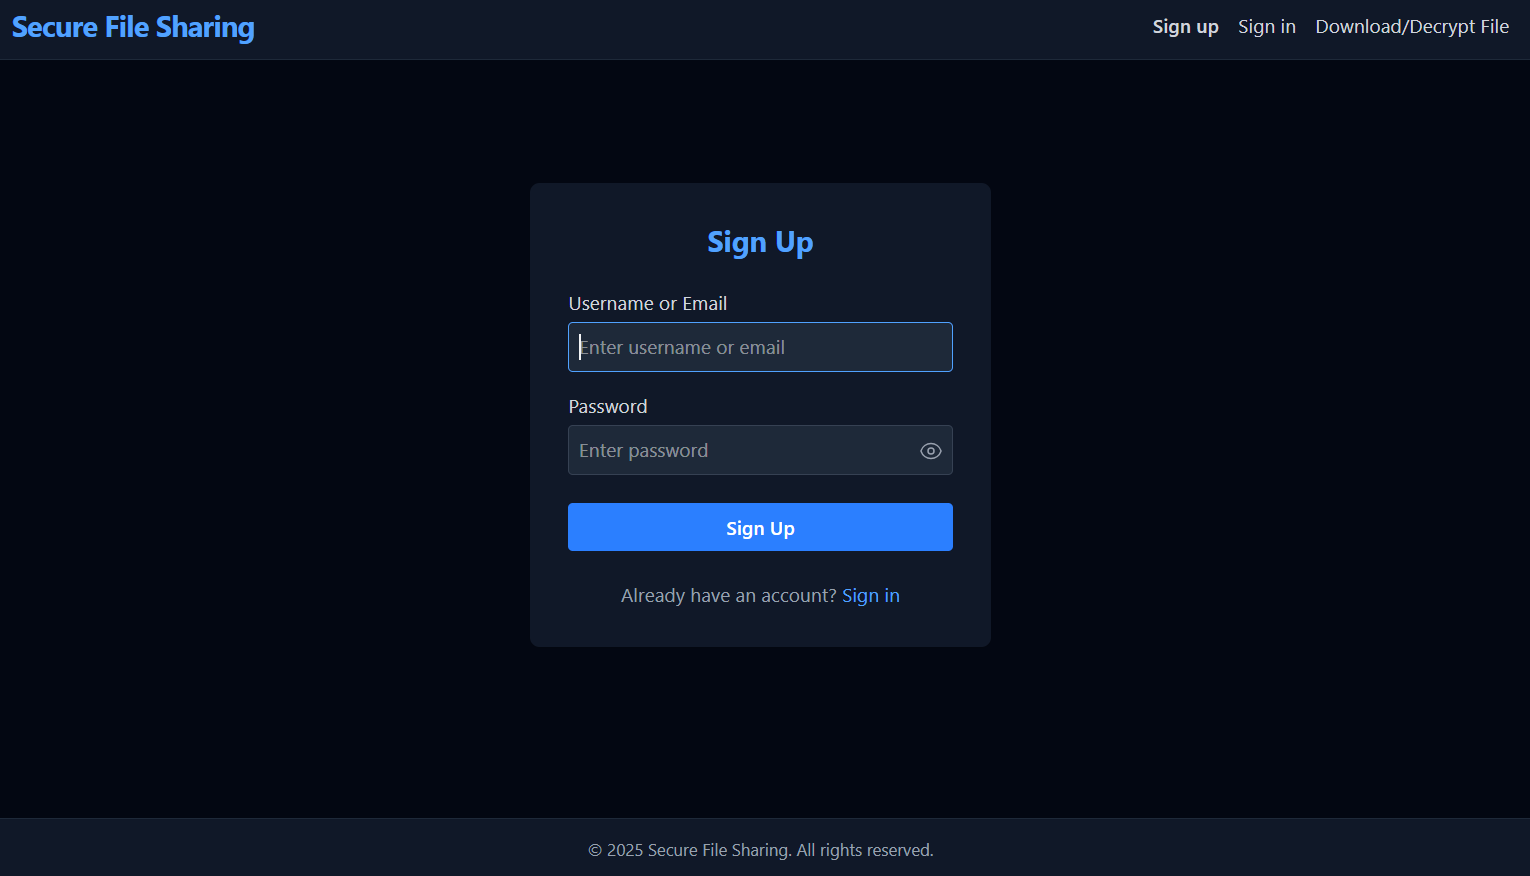 Secure File Sharing
Sign up Sign in Download/Decrypt File
Sign Up
Username or Email
Enter username or email
Password
Enter password
Sign Up
Already have an account? Sign in
© 2025 Secure File Sharing. All rights reserved.